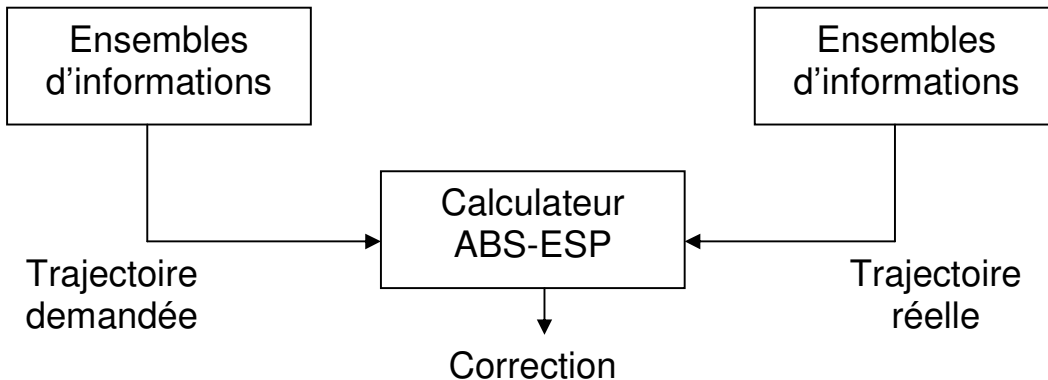 Ensembles
d'informations
Ensembles
d'informations
Calculateur
ABS-ESP
Trajectoire
demandée
Trajectoire
réelle
Correction